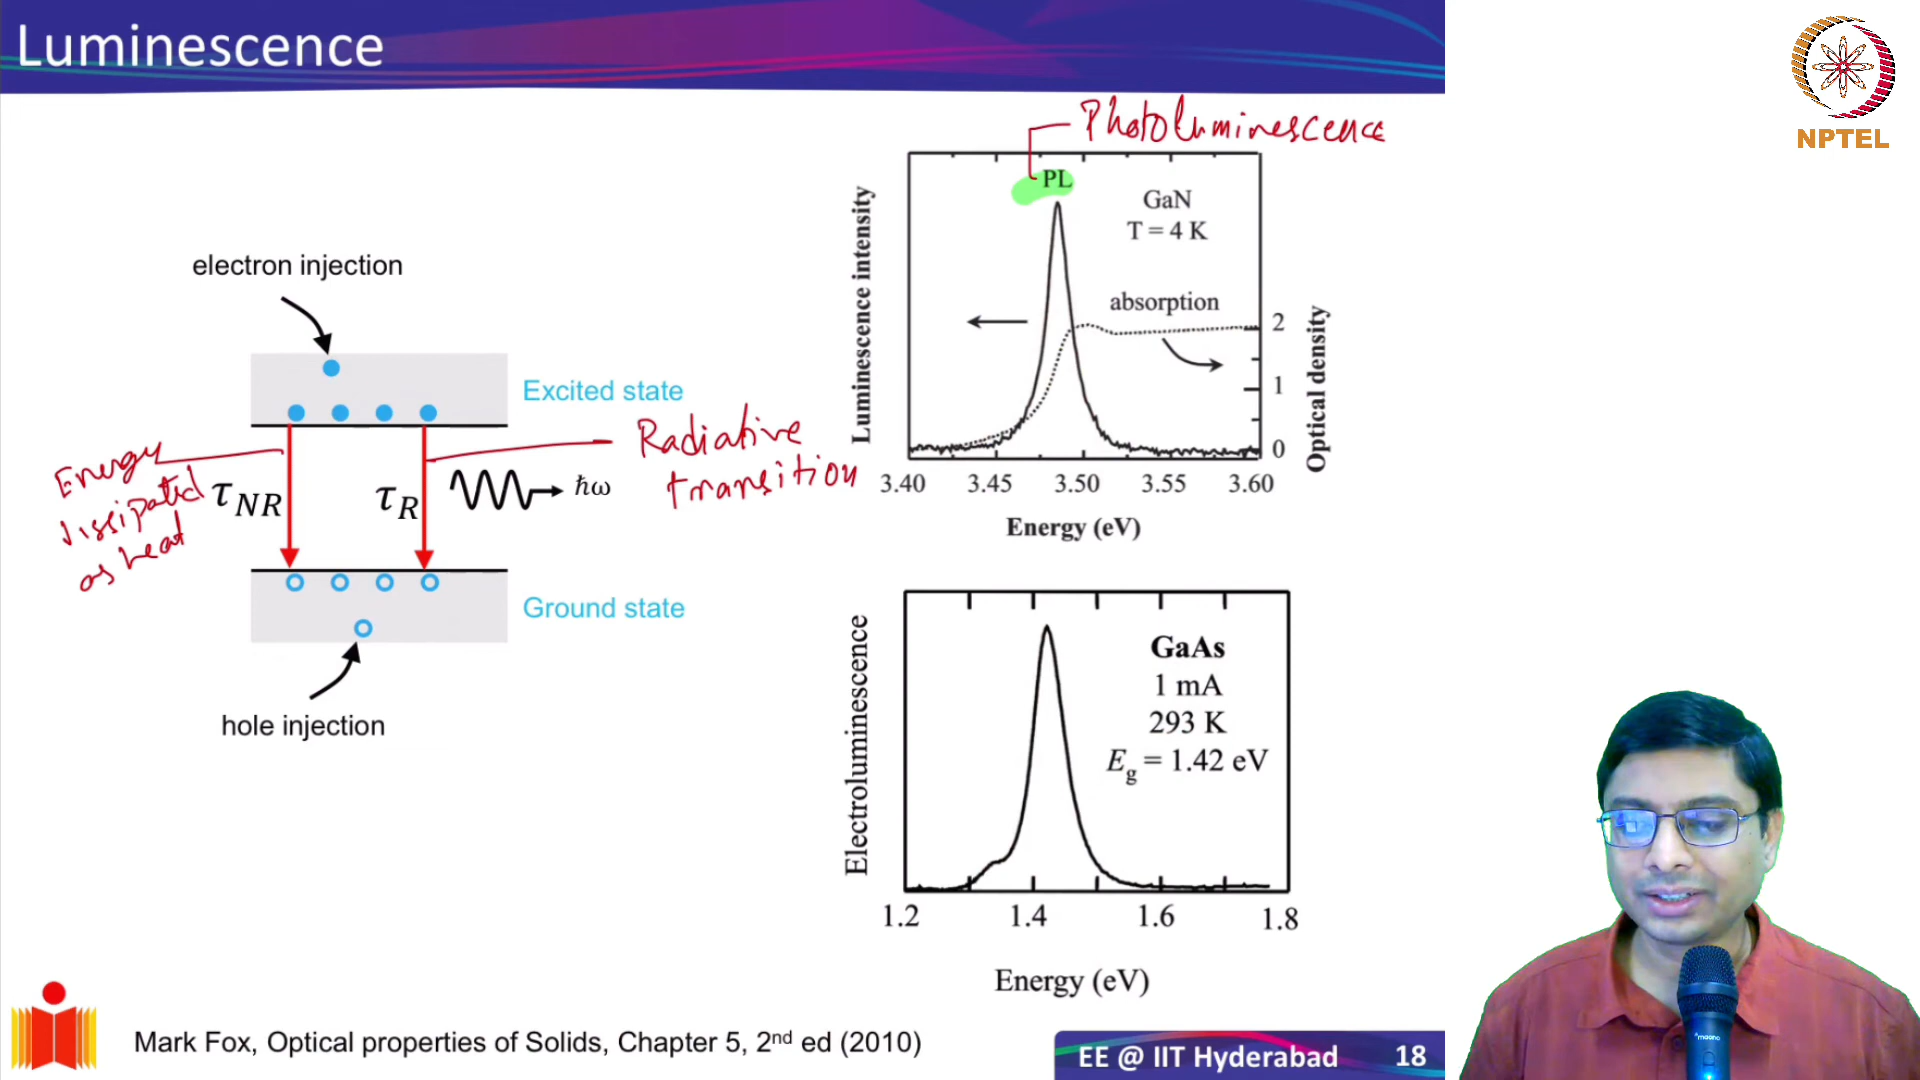 Luminescence
NPTEL
electron injection
Excited state
Energy
dissipated
as heat
τNR
τR
ħω
Radiative
transition
Ground state
hole injection
Photoluminescence
PL
GaN
T = 4 K
absorption
Luminescence intensity
Optical density
2
1
0
3.40 3.45 3.50 3.55 3.60
Energy (eV)
Electroluminescence
GaAs
1 mA
293 K
Eg = 1.42 eV
1.2 1.4 1.6 1.8
Energy (eV)
Mark Fox, Optical properties of Solids, Chapter 5, 2nd ed (2010)
EE @ IIT Hyderabad 18